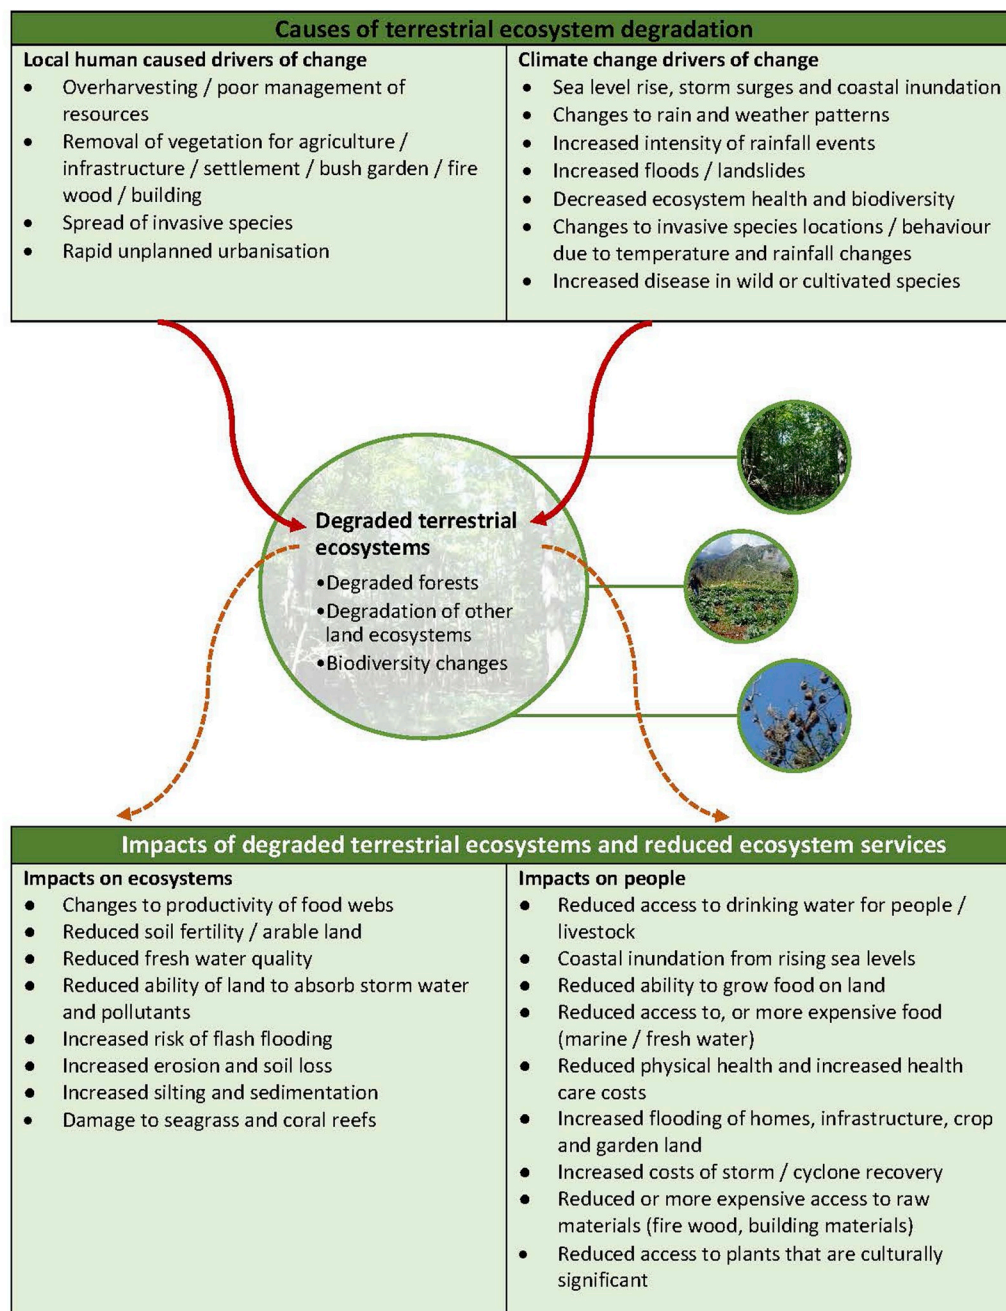 Causes of terrestrial ecosystem degradation
Local human caused drivers of change
• Overharvesting / poor management of
resources
• Removal of vegetation for agriculture /
infrastructure / settlement / bush garden / fire
wood / building
• Spread of invasive species
• Rapid unplanned urbanisation
Climate change drivers of change
• Sea level rise, storm surges and coastal inundation
• Changes to rain and weather patterns
• Increased intensity of rainfall events
• Increased floods / landslides
• Decreased ecosystem health and biodiversity
• Changes to invasive species locations / behaviour
due to temperature and rainfall changes
• Increased disease in wild or cultivated species
Degraded terrestrial
ecosystems
•Degraded forests
•Degradation of other
land ecosystems
•Biodiversity changes
Impacts of degraded terrestrial ecosystems and reduced ecosystem services
Impacts on ecosystems
● Changes to productivity of food webs
● Reduced soil fertility / arable land
● Reduced fresh water quality
● Reduced ability of land to absorb storm water
and pollutants
● Increased risk of flash flooding
● Increased erosion and soil loss
● Increased silting and sedimentation
● Damage to seagrass and coral reefs
Impacts on people
● Reduced access to drinking water for people /
livestock
● Coastal inundation from rising sea levels
● Reduced ability to grow food on land
● Reduced access to, or more expensive food
(marine / fresh water)
● Reduced physical health and increased health
care costs
● Increased flooding of homes, infrastructure, crop
and garden land
● Increased costs of storm / cyclone recovery
● Reduced or more expensive access to raw
materials (fire wood, building materials)
● Reduced access to plants that are culturally
significant